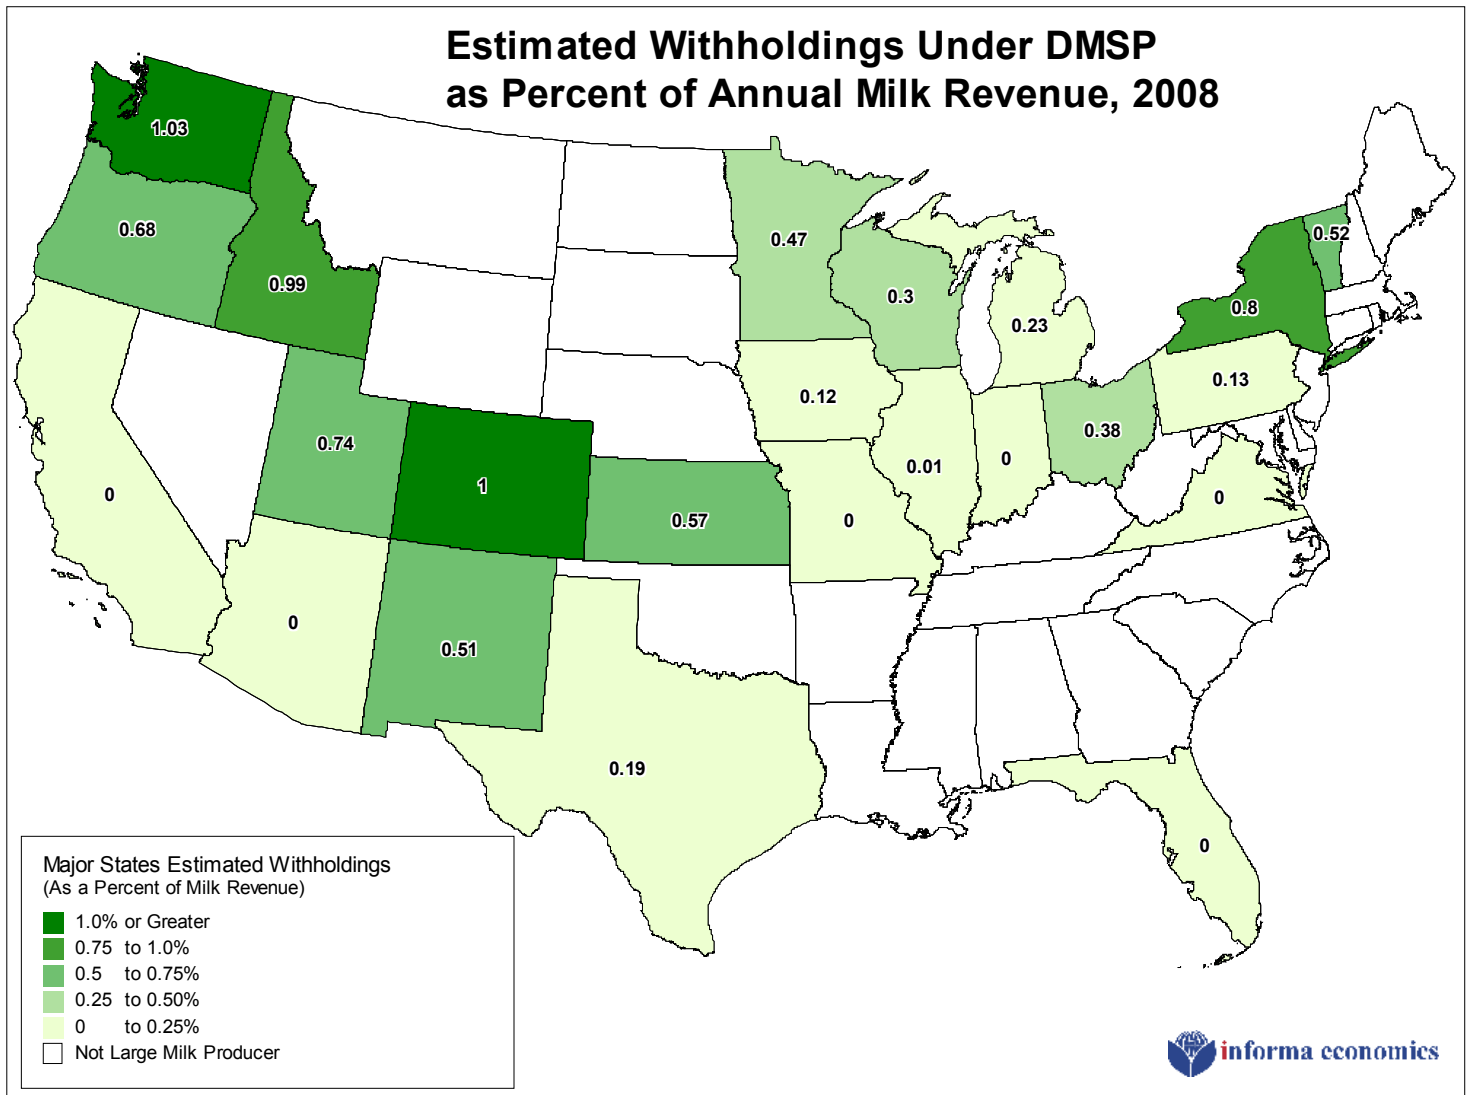 Estimated Withholdings Under DMSP
as Percent of Annual Milk Revenue, 2008
1.03
0.68
0.99
0.47
0.52
0.3
0.8
0.23
0.13
0.12
0.38
0.74
0.01
0
1
0
0
0.57
0
0
0.51
0.19
0
Major States Estimated Withholdings
(As a Percent of Milk Revenue)
1.0% or Greater
0.75 to 1.0%
0.5 to 0.75%
0.25 to 0.50%
0 to 0.25%
Not Large Milk Producer
informa economics